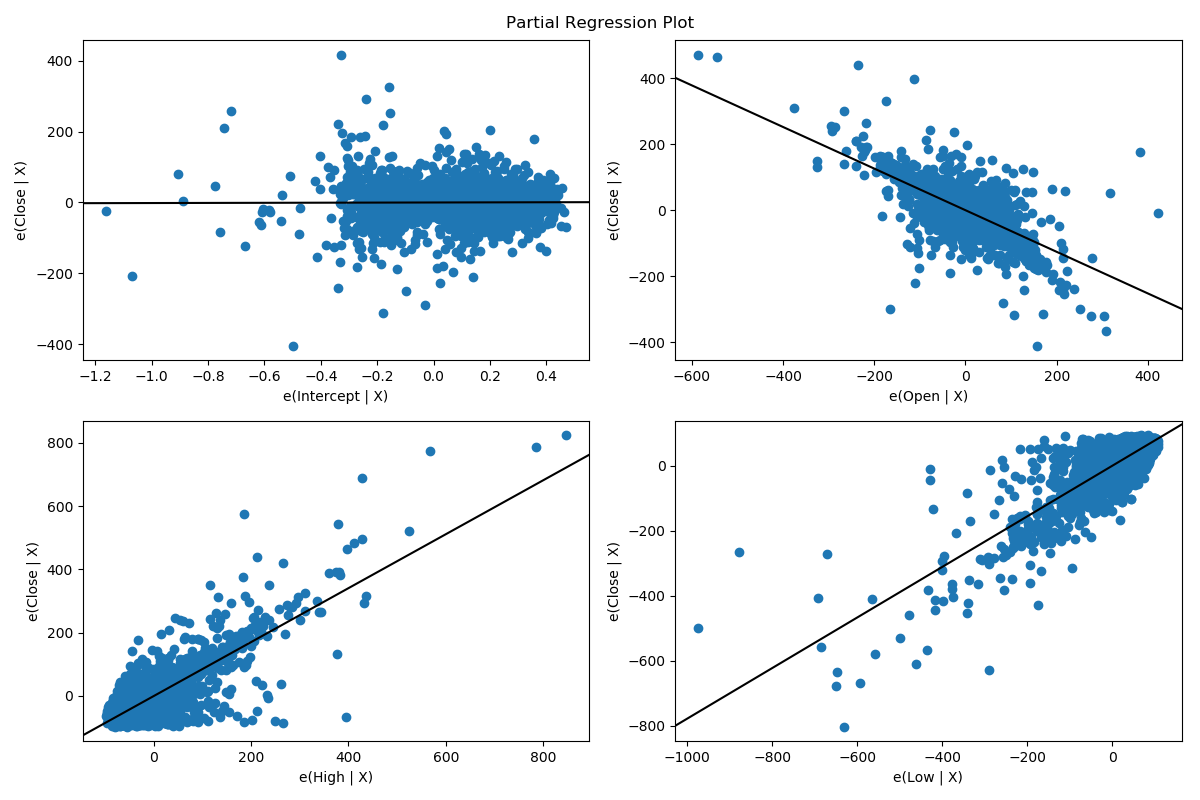 Partial Regression Plot
400
200
0
−200
−400
e(Close | X)
−1.2 −1.0 −0.8 −0.6 −0.4 −0.2 0.0 0.2 0.4
e(Intercept | X)
400
200
0
−200
−400
e(Close | X)
−600 −400 −200 0 200 400
e(Open | X)
800
600
400
200
0
e(Close | X)
0 200 400 600 800
e(High | X)
0
−200
−400
−600
−800
e(Close | X)
−1000 −800 −600 −400 −200 0
e(Low | X)